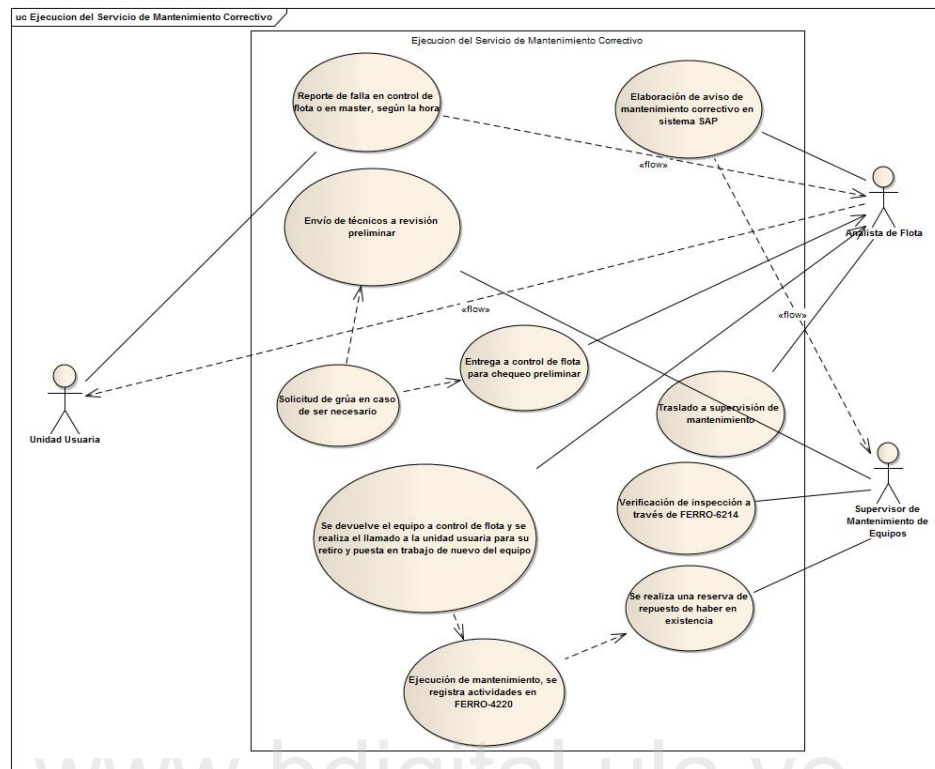 uc Ejecucion del Servicio de Mantenimiento Correctivo
Ejecucion del Servicio de Mantenimiento Correctivo
Reporte de falla en control de
flota o en master, según la hora
Elaboración de aviso de
mantenimiento correctivo en
sistema SAP
«flow»
Analista de Flota
Envío de técnicos a revisión
preliminar
«flow»
«flow»
Entrega a control de flota
para chequeo preliminar
Solicitud de grúa en caso
de ser necesario
Unidad Usuaria
Traslado a supervisión de
mantenimiento
Supervisor de
Mantenimiento de
Equipos
Verificación de inspección a
través de FERRO-6214
Se devuelve el equipo a control de flota y se
realiza el llamado a la unidad usuaria para su
retiro y puesta en trabajo de nuevo del equipo
Se realiza una reserva de
repuesto de haber en
existencia
Ejecución de mantenimiento, se
registra actividades en
FERRO-4220
www.bdigital.ula.ve